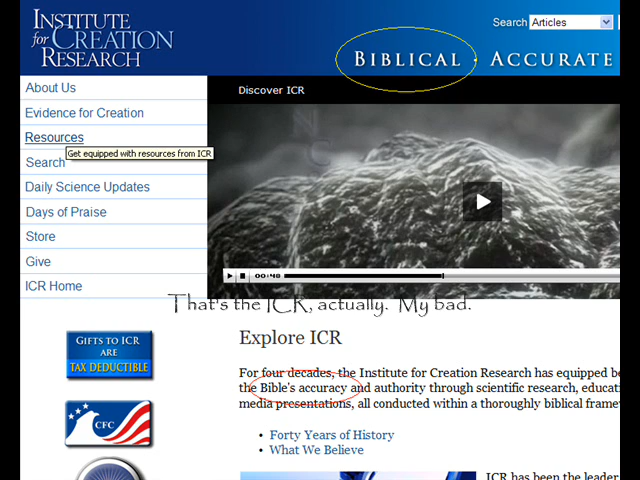 INSTITUTE
for CREATION
RESEARCH
Search Articles
BIBLICAL • ACCURATE
About Us
Evidence for Creation
Resources
Get equipped with resources from ICR
Search
Daily Science Updates
Days of Praise
Store
Give
ICR Home
Discover ICR
00:48
That's the ICR, actually. My bad.
GIFTS TO ICR
ARE
TAX DEDUCTIBLE
CFC
Explore ICR
For four decades, the Institute for Creation Research has equipped be
the Bible's accuracy and authority through scientific research, educati
media presentations, all conducted within a thoroughly biblical frame
• Forty Years of History
• What We Believe
ICR has been the leader